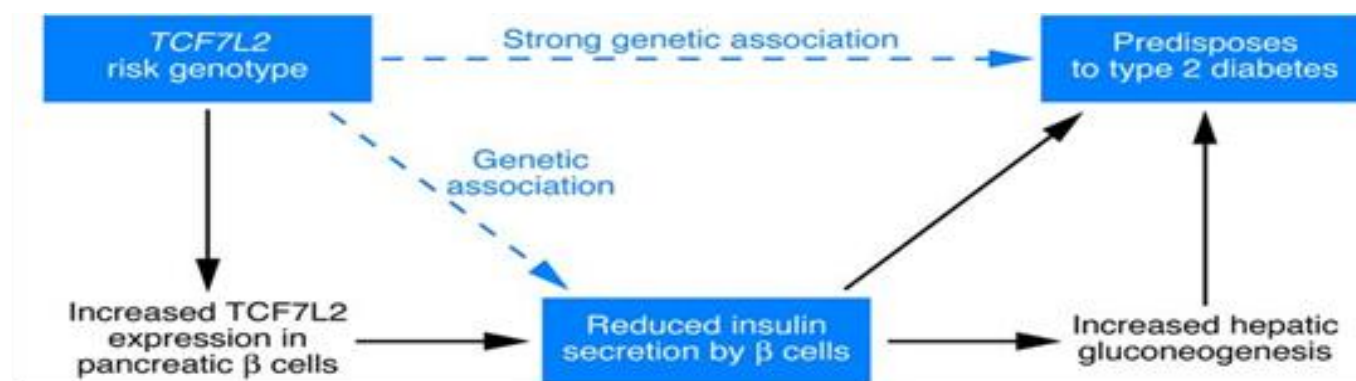 TCF7L2
risk genotype
Strong genetic association
Predisposes
to type 2 diabetes
Genetic
association
Increased TCF7L2
expression in
pancreatic β cells
Reduced insulin
secretion by β cells
Increased hepatic
gluconeogenesis